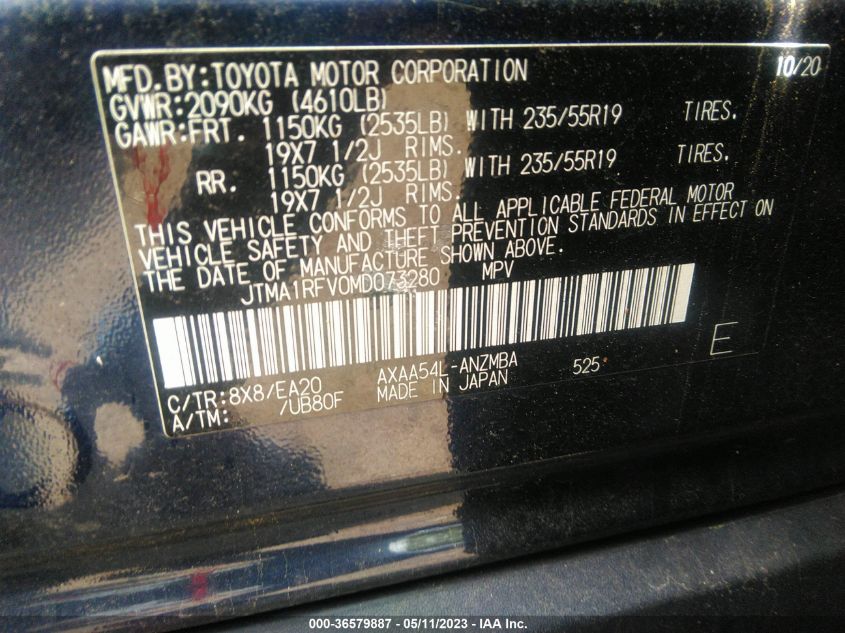 MFD.BY:TOYOTA MOTOR CORPORATION 10/20
GVWR:2090KG (4610LB)
GAWR:FRT. 1150KG (2535LB) WITH 235/55R19 TIRES.
19X7 1/2J RIMS.
RR. 1150KG (2535LB) WITH 235/55R19 TIRES.
19X7 1/2J RIMS.
THIS VEHICLE CONFORMS TO ALL APPLICABLE FEDERAL MOTOR
VEHICLE SAFETY AND THEFT PREVENTION STANDARDS IN EFFECT ON
THE DATE OF MANUFACTURE SHOWN ABOVE.
JTMA1RFV0MD073280 MPV
E
C/TR:8X8/EA20 AXAA54L-ANZMBA 525
A/TM: /UB80F MADE IN JAPAN
000-36579887 - 05/11/2023 - IAA Inc.